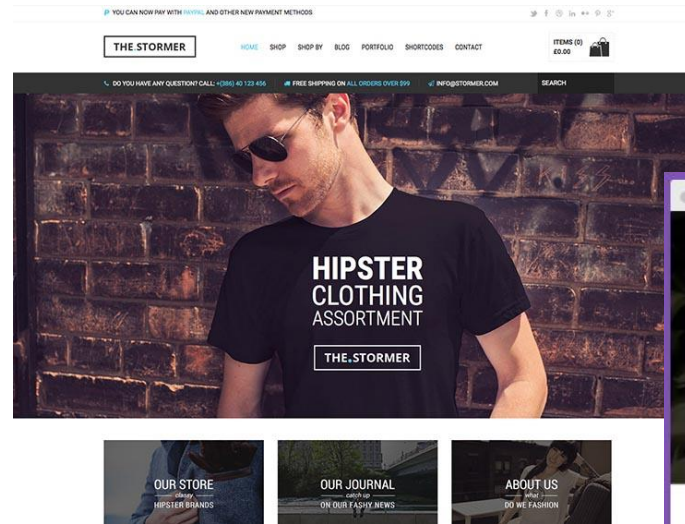 YOU CAN NOW PAY WITH PAYPAL AND OTHER NEW PAYMENT METHODS
THE.STORMER
HOME SHOP SHOP BY BLOG PORTFOLIO SHORTCODES CONTACT
ITEMS (0)
£0.00
DO YOU HAVE ANY QUESTION? CALL: +(386) 40 123 456 FREE SHIPPING ON ALL ORDERS OVER $99 INFO@STORMER.COM SEARCH
HIPSTER
CLOTHING
ASSORTMENT
THE.STORMER
OUR STORE
classy
HIPSTER BRANDS
OUR JOURNAL
catch up
ON OUR FASHY NEWS
ABOUT US
what
DO WE FASHION